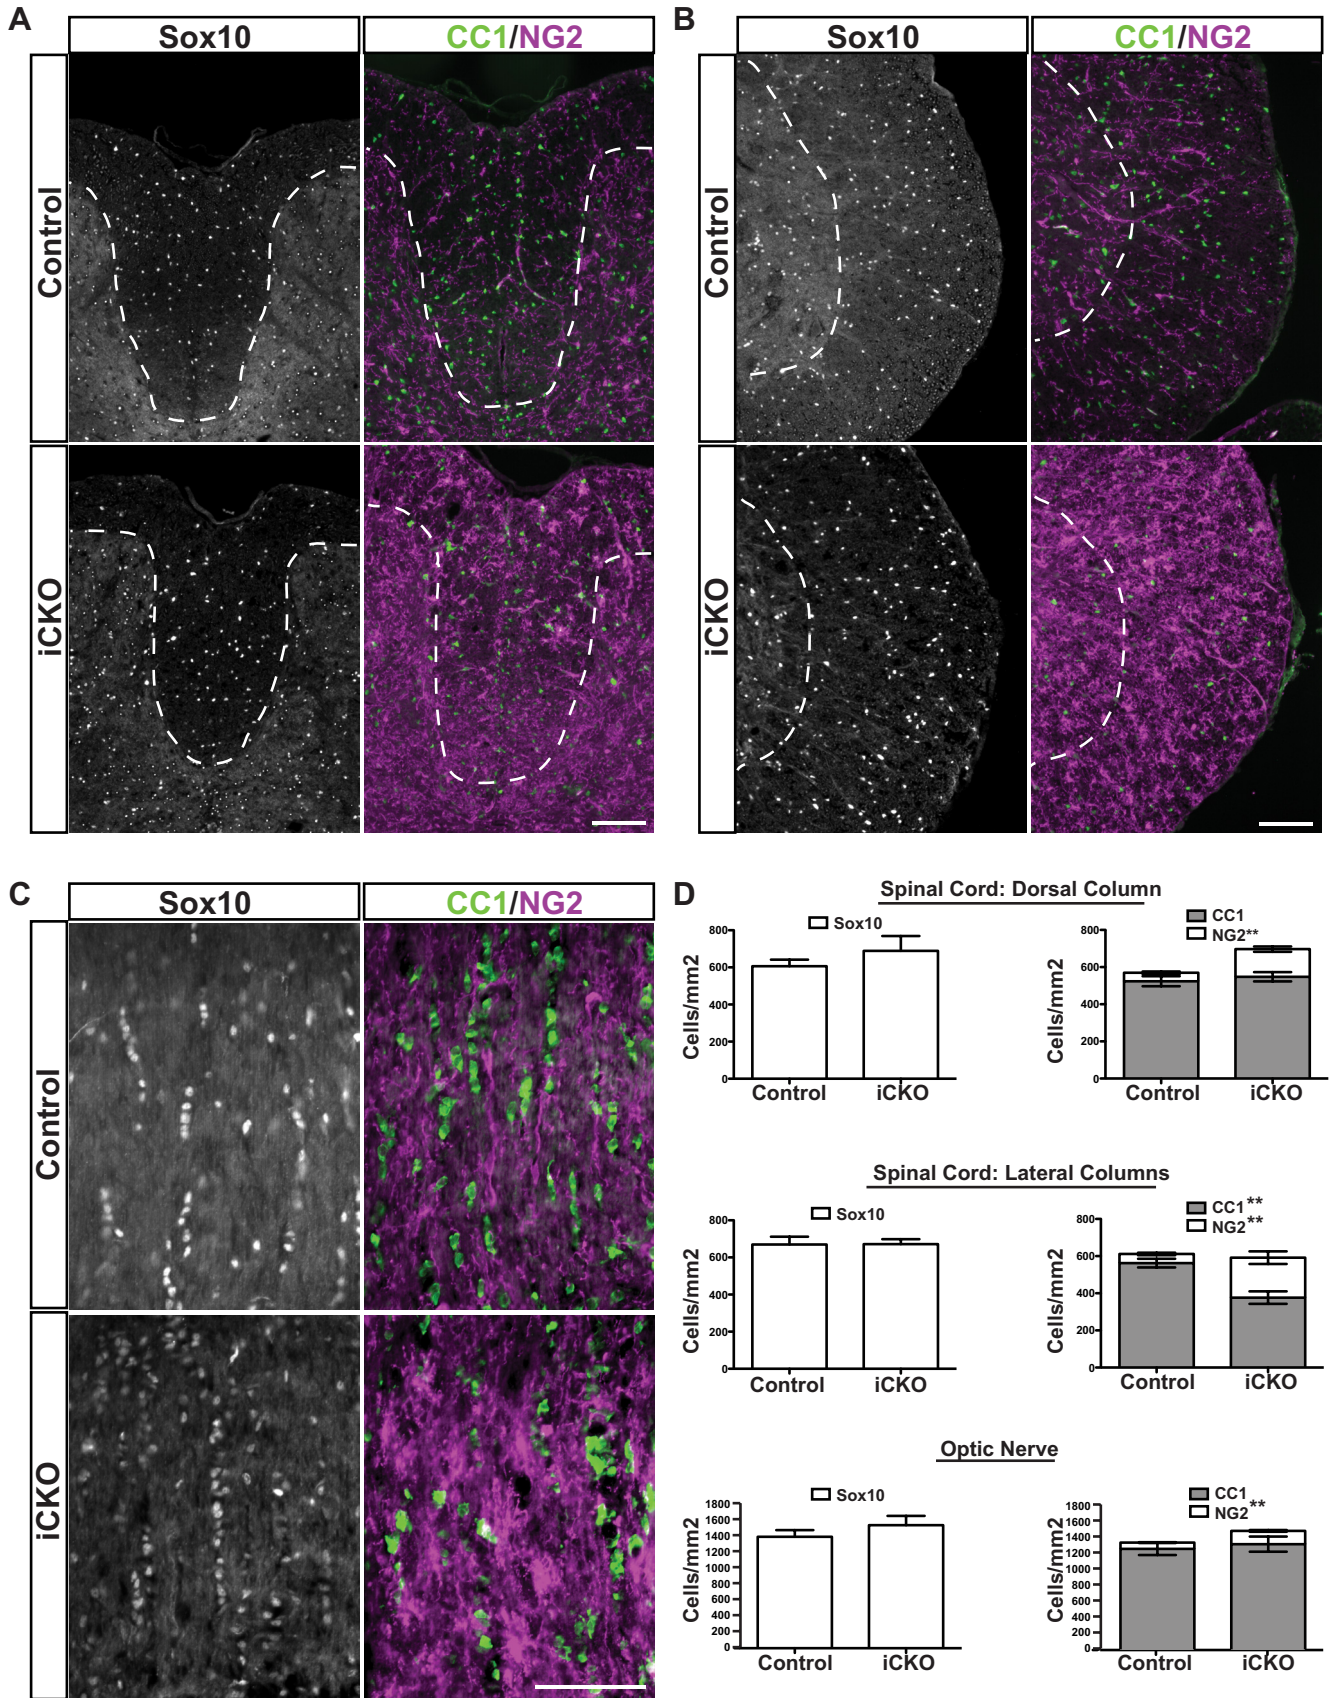 A
Sox10
CC1/NG2
Control
iCKO
B
Sox10
CC1/NG2
Control
iCKO
C
Sox10
CC1/NG2
Control
iCKO
D
Spinal Cord: Dorsal Column
Sox10
Cells/mm2
800
600
400
200
0
Control iCKO
CC1
NG2**
Cells/mm2
800
600
400
200
0
Control iCKO
Spinal Cord: Lateral Columns
Sox10
Cells/mm2
800
600
400
200
0
Control iCKO
CC1**
NG2**
Cells/mm2
800
600
400
200
0
Control iCKO
Optic Nerve
Sox10
Cells/mm2
1800
1600
1400
1200
1000
800
600
400
200
0
Control iCKO
CC1
NG2**
Cells/mm2
1800
1600
1400
1200
1000
800
600
400
200
0
Control iCKO